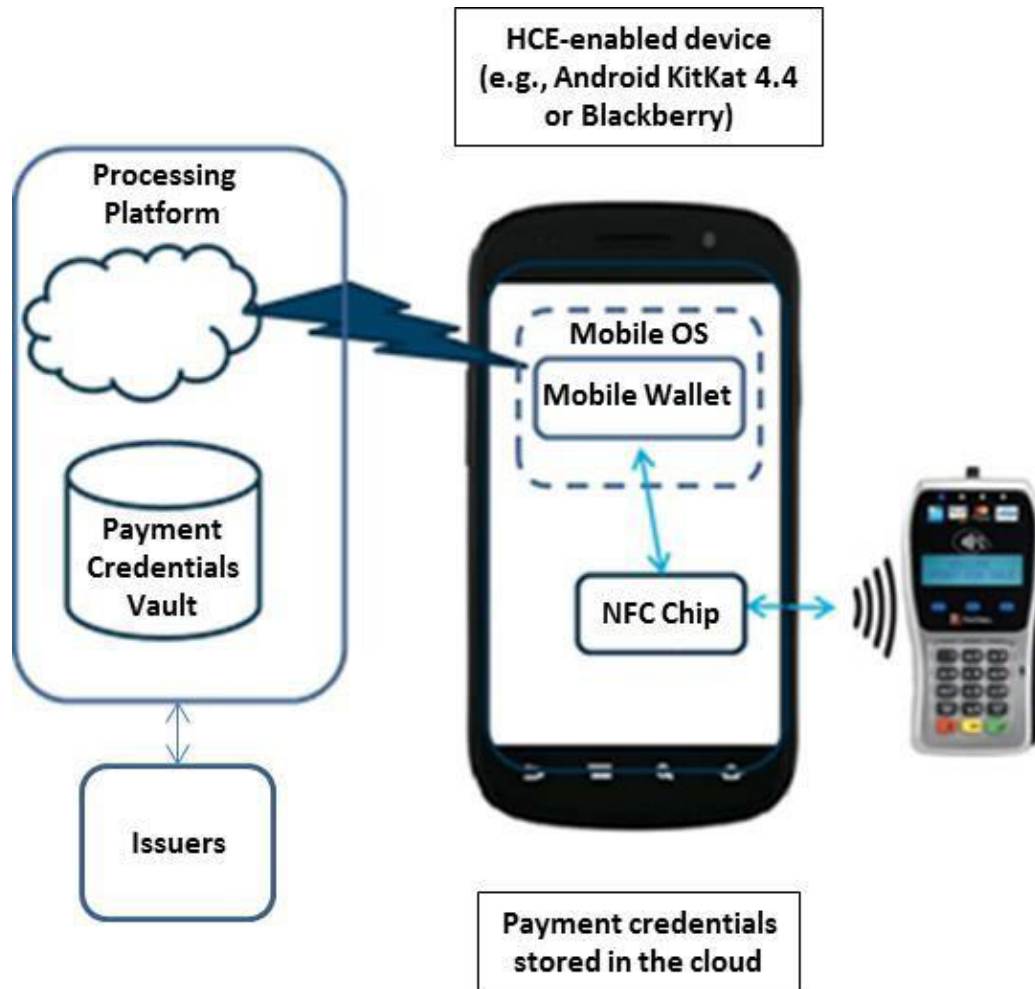 HCE-enabled device
(e.g., Android KitKat 4.4
or Blackberry)
Processing
Platform
Mobile OS
Mobile Wallet
Payment
Credentials
Vault
NFC Chip
Issuers
Payment credentials
stored in the cloud